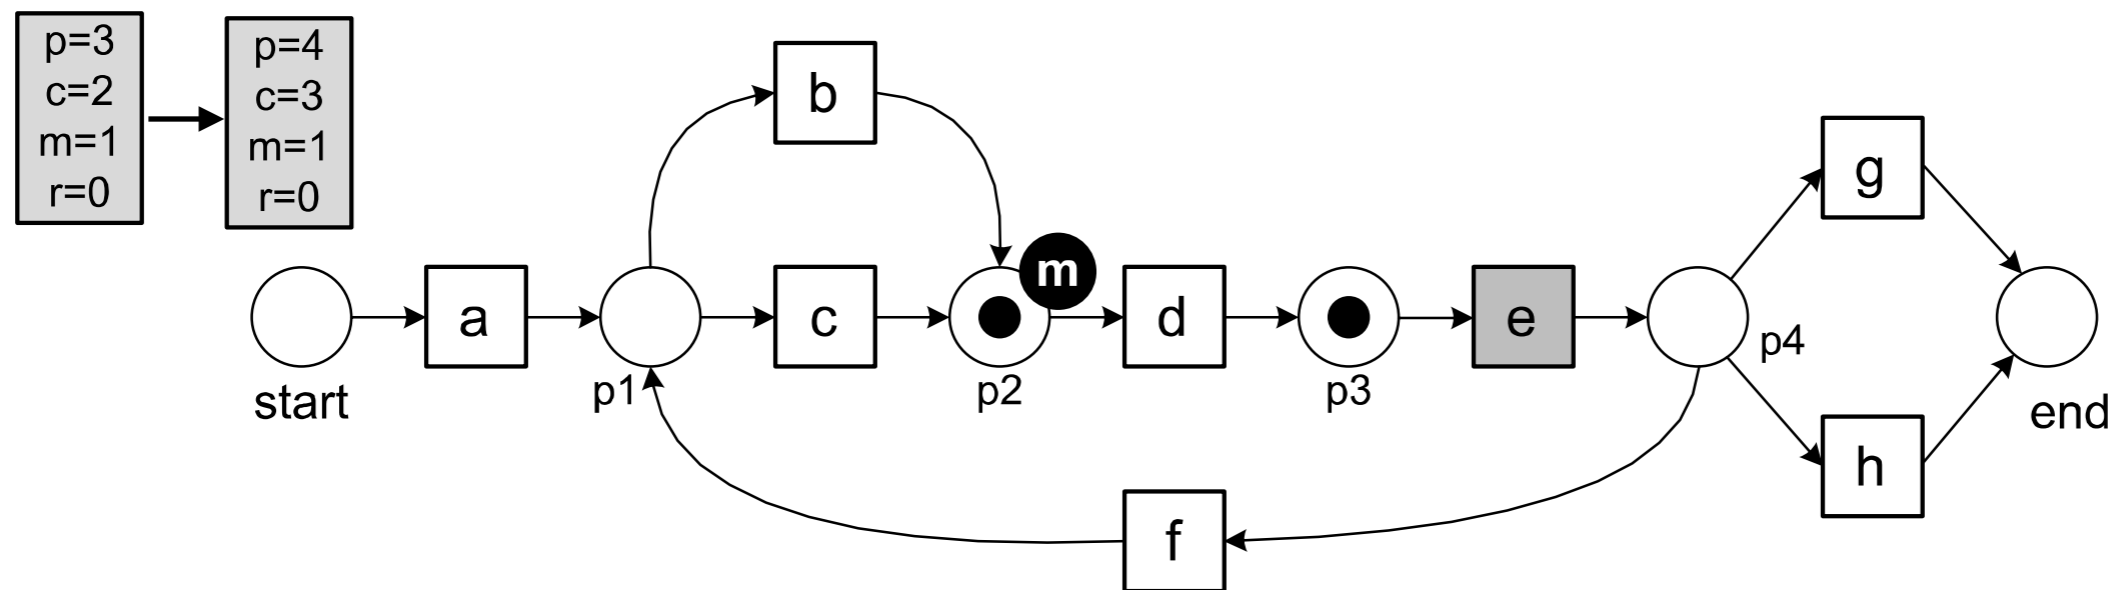 p=3
c=2
m=1
r=0
p=4
c=3
m=1
r=0
b
g
m
a
c
d
e
start
p1
p2
p3
p4
end
h
f